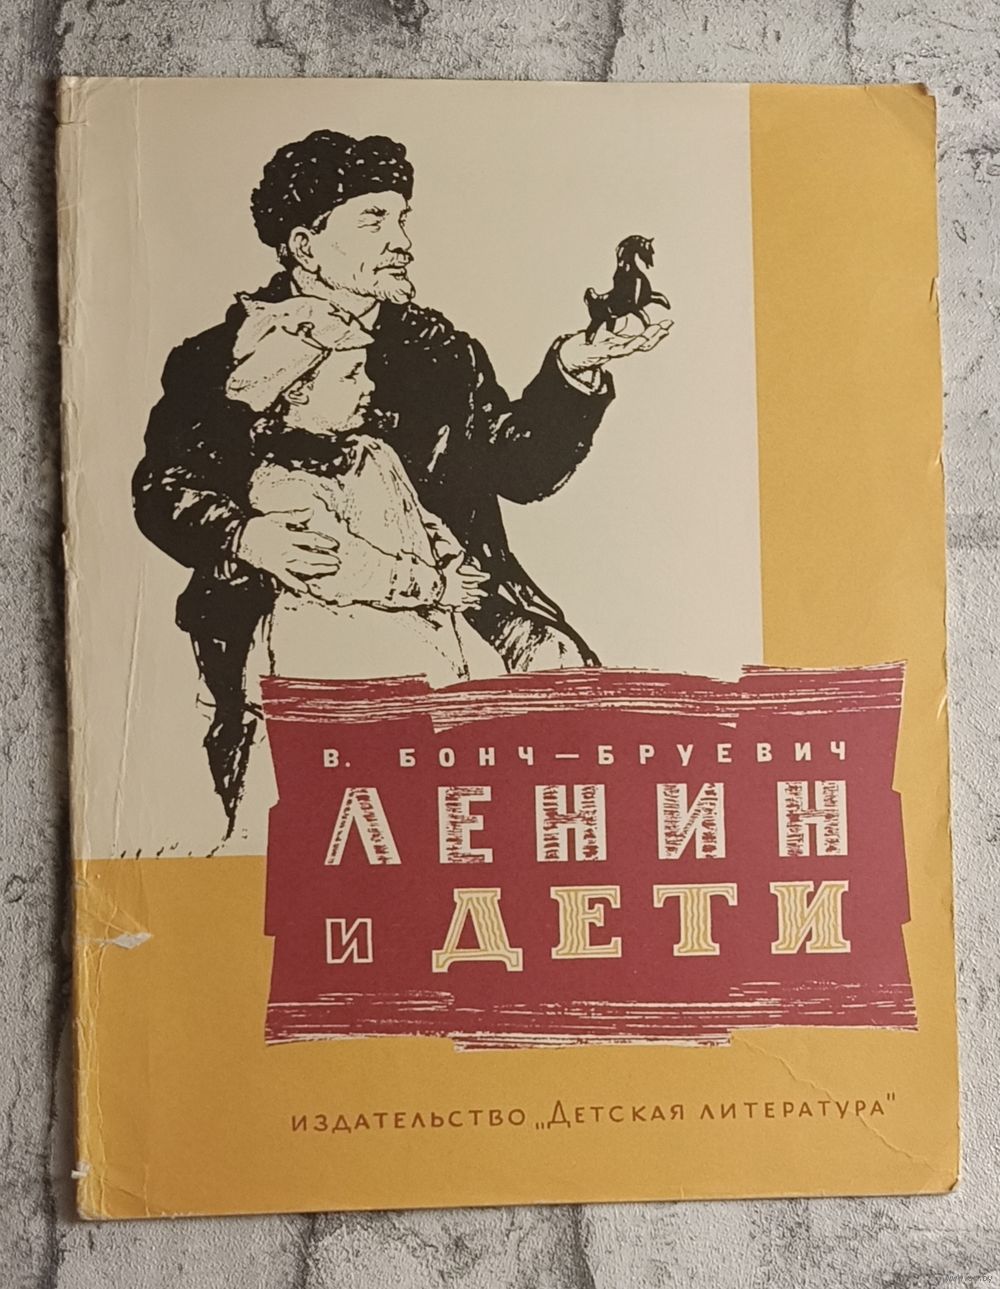 В. БОНЧ–БРУЕВИЧ
ЛЕНИН
и ДЕТИ
ИЗДАТЕЛЬСТВО „ДЕТСКАЯ ЛИТЕРАТУРА"